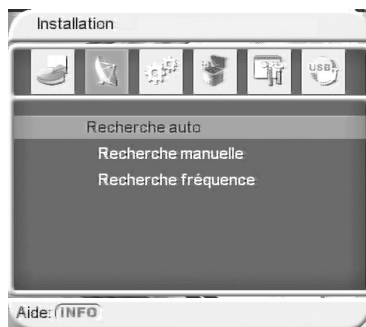 Installation
USB
Recherche auto
Recherche manuelle
Recherche fréquence
Aide: INFO